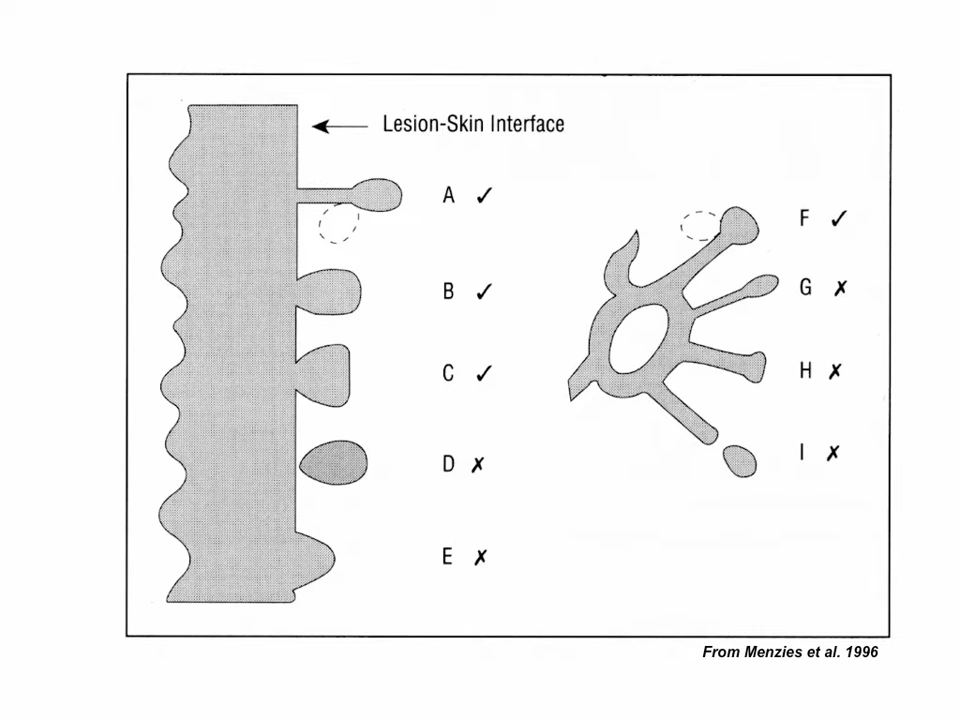 Lesion-Skin Interface
A ✓
B ✓
C ✓
D ✗
E ✗
F ✓
G ✗
H ✗
I ✗
From Menzies et al. 1996